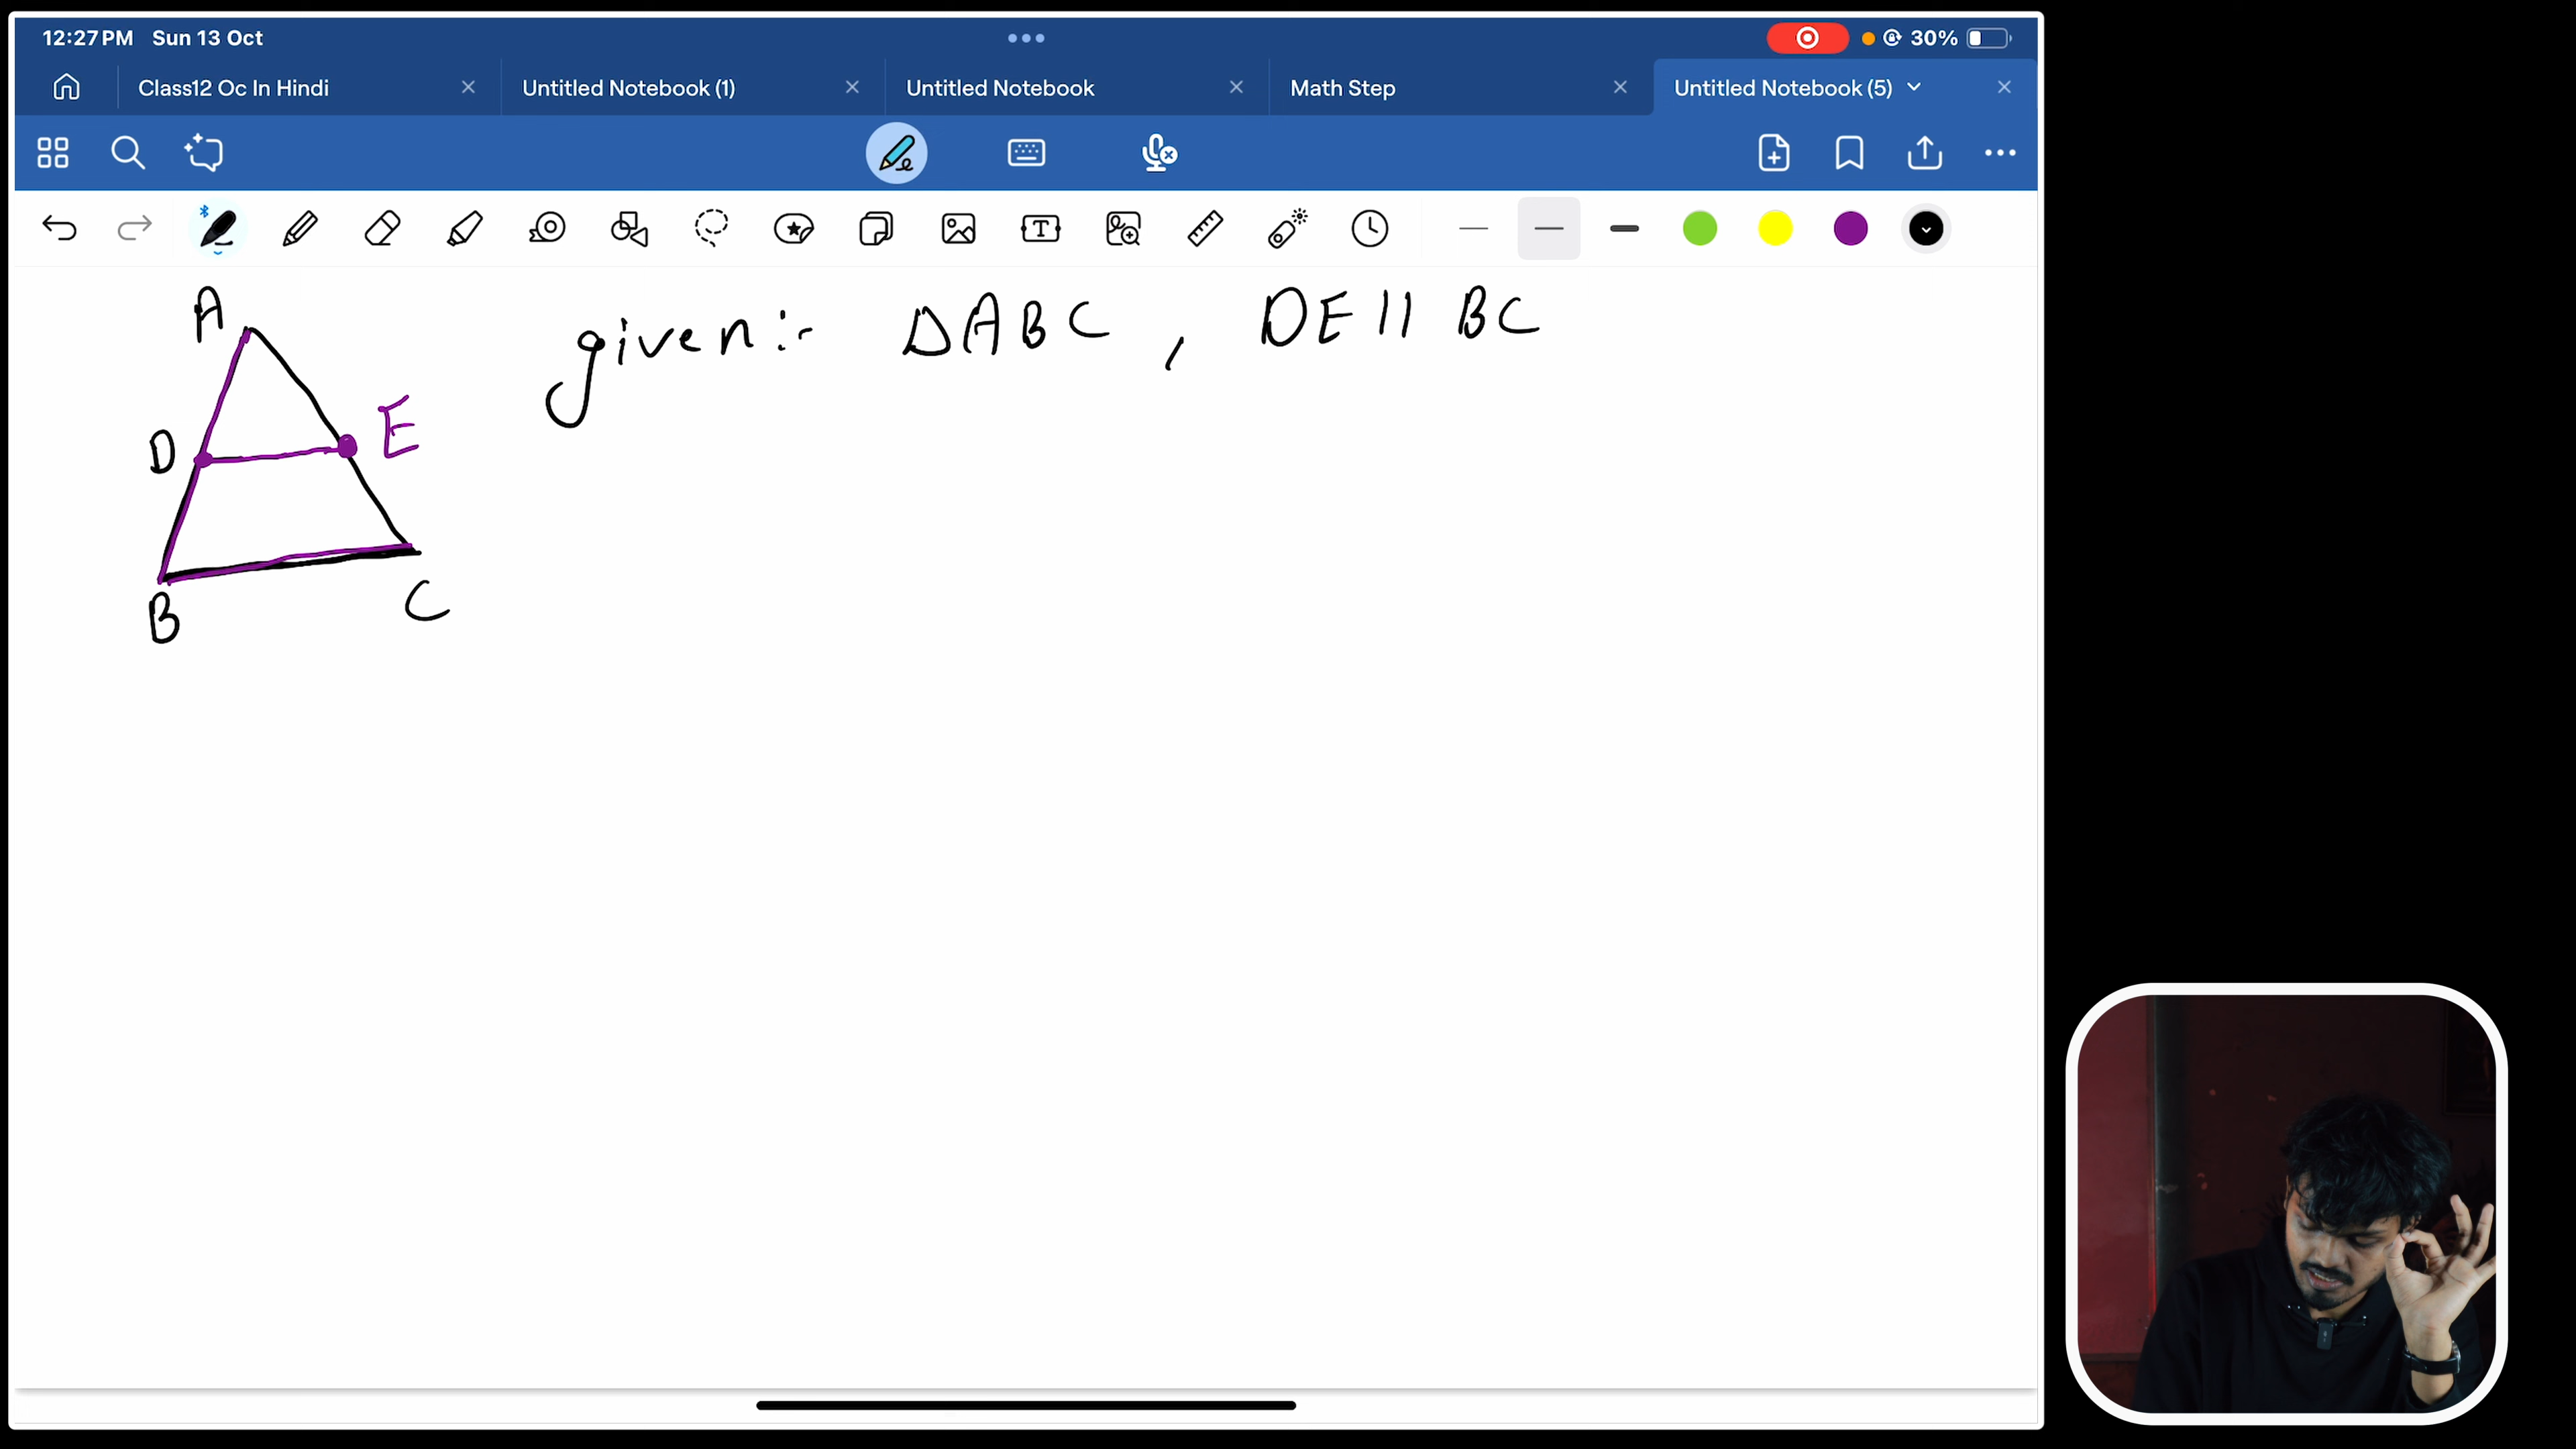 12:27 PM Sun 13 Oct 30%
Class12 Oc In Hindi Untitled Notebook (1) Untitled Notebook Math Step Untitled Notebook (5)
T
A given :- ΔABC , DE || BC
D E
B C